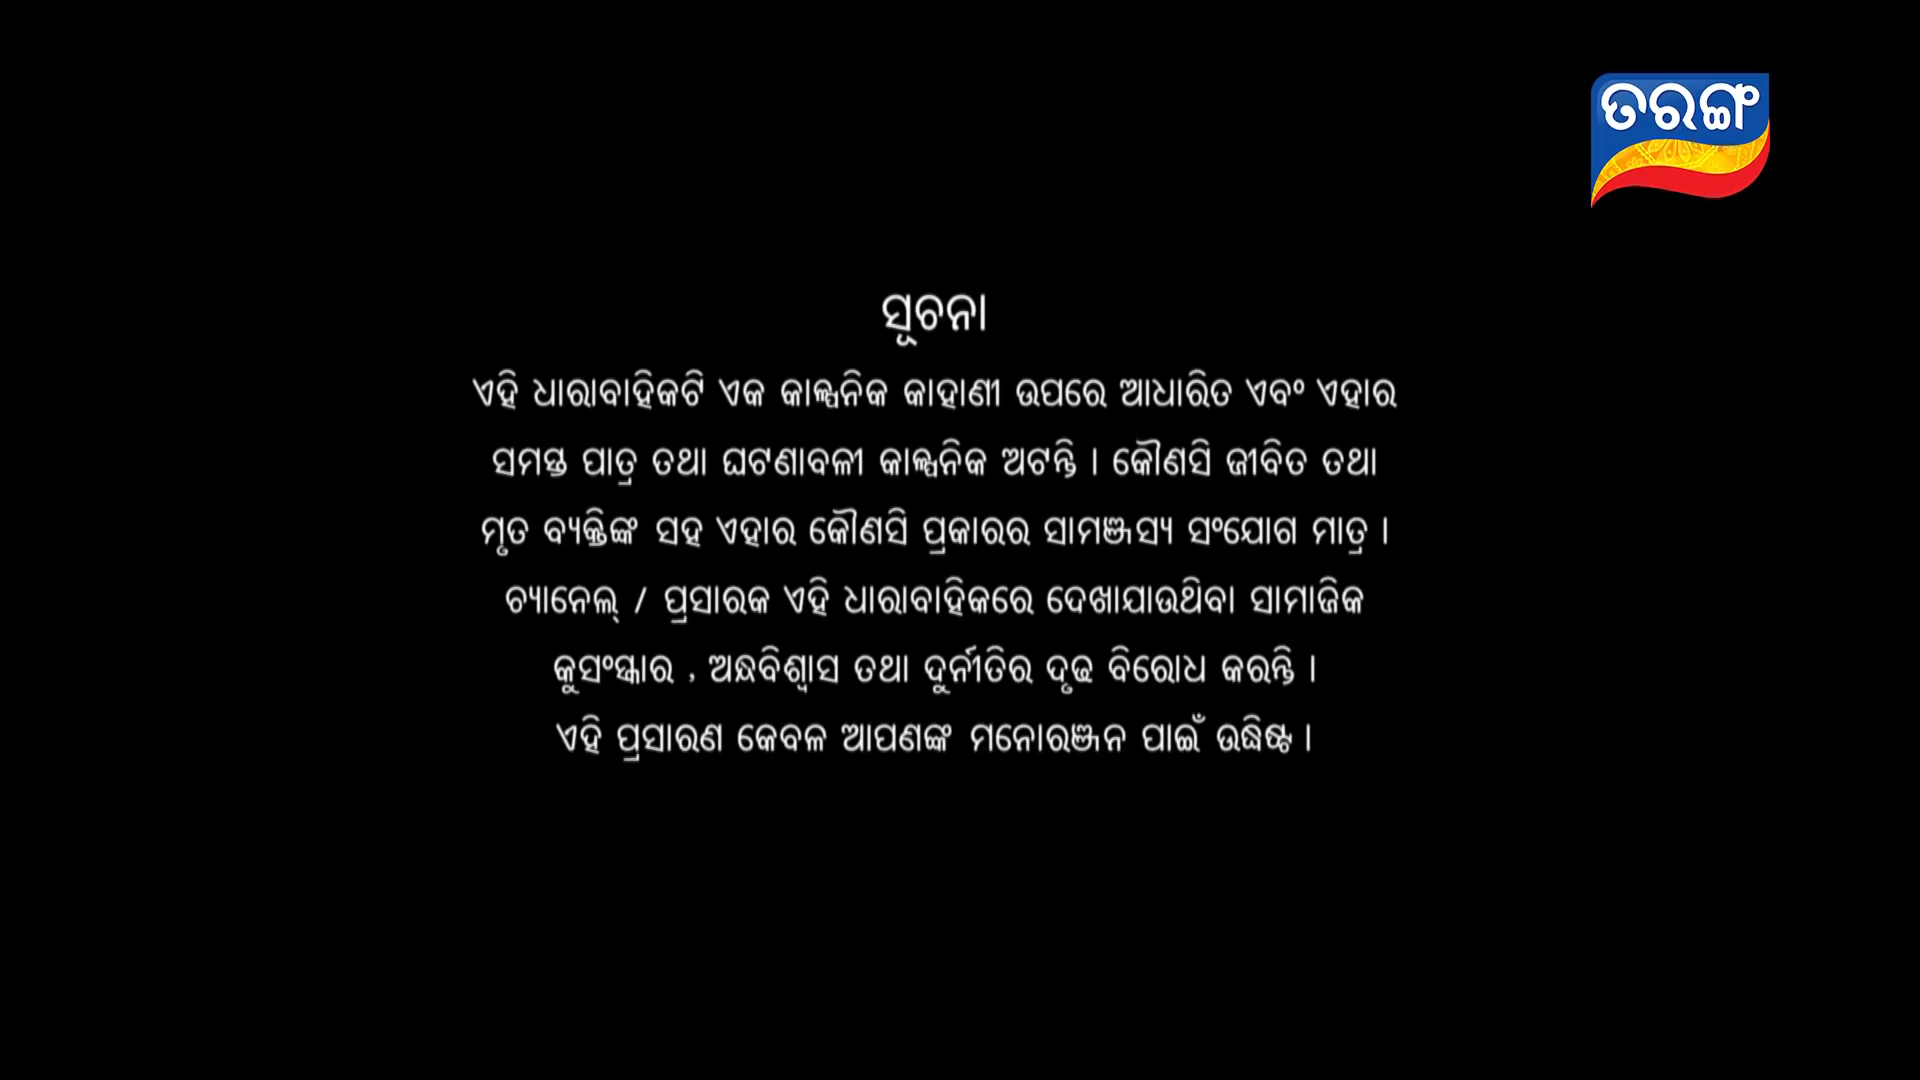 ତରଙ୍ଗ
ସୂଚନା
ଏହି ଧାରାବାହିକଟି ଏକ କାଳ୍ପନିକ କାହାଣୀ ଉପରେ ଆଧାରିତ ଏବଂ ଏହାର
ସମସ୍ତ ପାତ୍ର ତଥା ଘଟଣାବଳୀ କାଳ୍ପନିକ ଅଟନ୍ତି । କୌଣସି ଜୀବିତ ତଥା
ମୃତ ବ୍ୟକ୍ତିଙ୍କ ସହ ଏହାର କୌଣସି ପ୍ରକାରର ସାମଞ୍ଜସ୍ୟ ସଂଯୋଗ ମାତ୍ର ।
ଚ୍ୟାନେଲ୍ / ପ୍ରସାରକ ଏହି ଧାରାବାହିକରେ ଦେଖାଯାଉଥିବା ସାମାଜିକ
କୁସଂସ୍କାର , ଅନ୍ଧବିଶ୍ୱାସ ତଥା ଦୁର୍ନୀତିର ଦୃଢ ବିରୋଧ କରନ୍ତି ।
ଏହି ପ୍ରସାରଣ କେବଳ ଆପଣଙ୍କ ମନୋରଞ୍ଜନ ପାଇଁ ଉଦ୍ଧିଷ୍ଟ ।